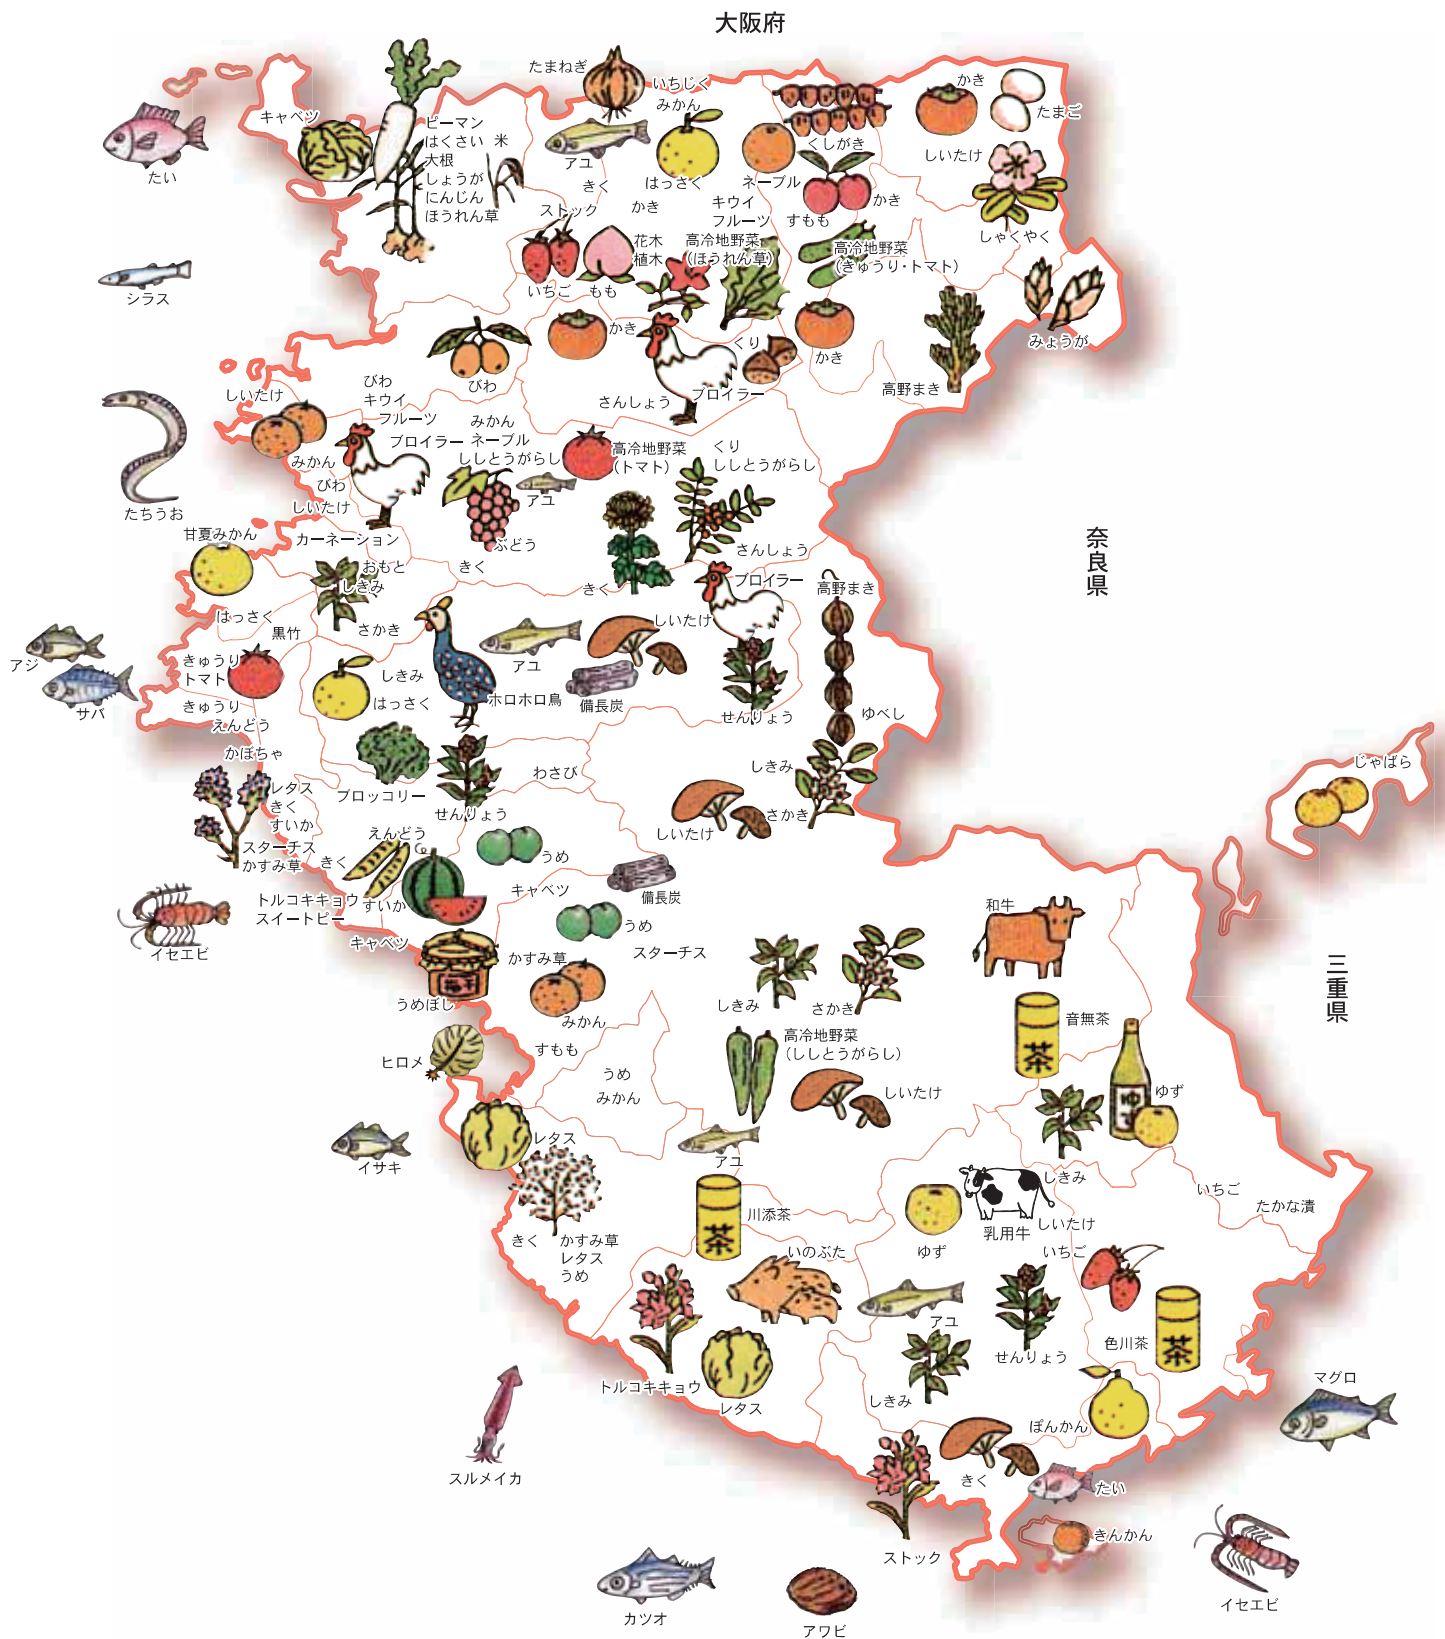 大阪府
たまねぎ
いちじく
みかん
かき
たまご
キャベツ
たい
ピーマン
はくさい 米
大根
しょうが
にんじん
ほうれん草
アユ
きく
はっさく
ネーブル
くしがき
しいたけ
かき
ストック
かき
キウイ
フルーツ
すもも
かき
しゃくやく
花木
植木
高冷地野菜
(ほうれん草)
高冷地野菜
(きゅうり・トマト)
シラス
いちご
もも
みょうが
かき
くり
かき
びわ
ブロイラー
さんしょう
高野まき
しいたけ
びわ
キウイ
フルーツ
みかん
ネーブル
ししとうがらし
ブロイラー
高冷地野菜
(トマト)
くり
ししとうがらし
みかん
びわ
しいたけ
アユ
たちうお
甘夏みかん
カーネーション
ぶどう
さんしょう
奈良県
おもと
しきみ
きく
きく
ブロイラー
高野まき
はっさく
黒竹
さかき
しいたけ
アジ
きゅうり
トマト
しきみ
アユ
サバ
きゅうり
えんどう
はっさく
ホロホロ鳥
備長炭
せんりょう
ゆべし
かぼちゃ
わさび
しきみ
じゃばら
レタス
きく
すいか
ブロッコリー
せんりょう
しいたけ
さかき
スターチス
かすみ草
きく
えんどう
うめ
キャベツ
備長炭
トルコキキョウ
スイートピー
すいか
和牛
イセエビ
キャベツ
うめ
スターチス
かすみ草
三重県
梅干
うめぼし
みかん
しきみ
さかき
音無茶
茶
ヒロメ
すもも
高冷地野菜
(ししとうがらし)
うめ
みかん
しいたけ
ゆず
イサキ
レタス
アユ
しきみ
いちご
たかな漬
川添茶
茶
きく
かすみ草
レタス
うめ
いのぶた
ゆず
乳用牛
しいたけ
いちご
アユ
せんりょう
色川茶
茶
トルコキキョウ
レタス
しきみ
ぽんかん
マグロ
スルメイカ
きく
たい
きんかん
ストック
カツオ
アワビ
イセエビ